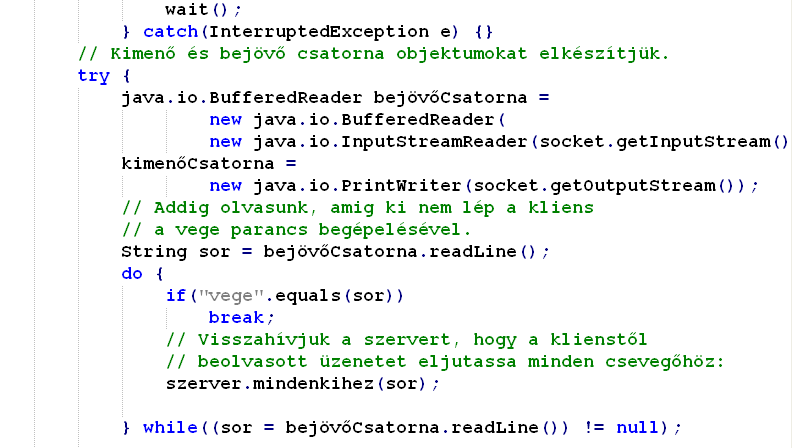 wait();
} catch(InterruptedException e) {}
// Kimenő és bejövő csatorna objektumokat elkészítjük.
try {
java.io.BufferedReader bejövőCsatorna =
new java.io.BufferedReader(
new java.io.InputStreamReader(socket.getInputStream()
kimenőCsatorna =
new java.io.PrintWriter(socket.getOutputStream());
// Addig olvasunk, amig ki nem lép a kliens
// a vege parancs begépelésével.
String sor = bejövőCsatorna.readLine();
do {
if("vege".equals(sor))
break;
// Visszahívjuk a szervert, hogy a klienstől
// beolvasott üzenetet eljutassa minden csevegőhöz:
szerver.mindenkihez(sor);
} while((sor = bejövőCsatorna.readLine()) != null);